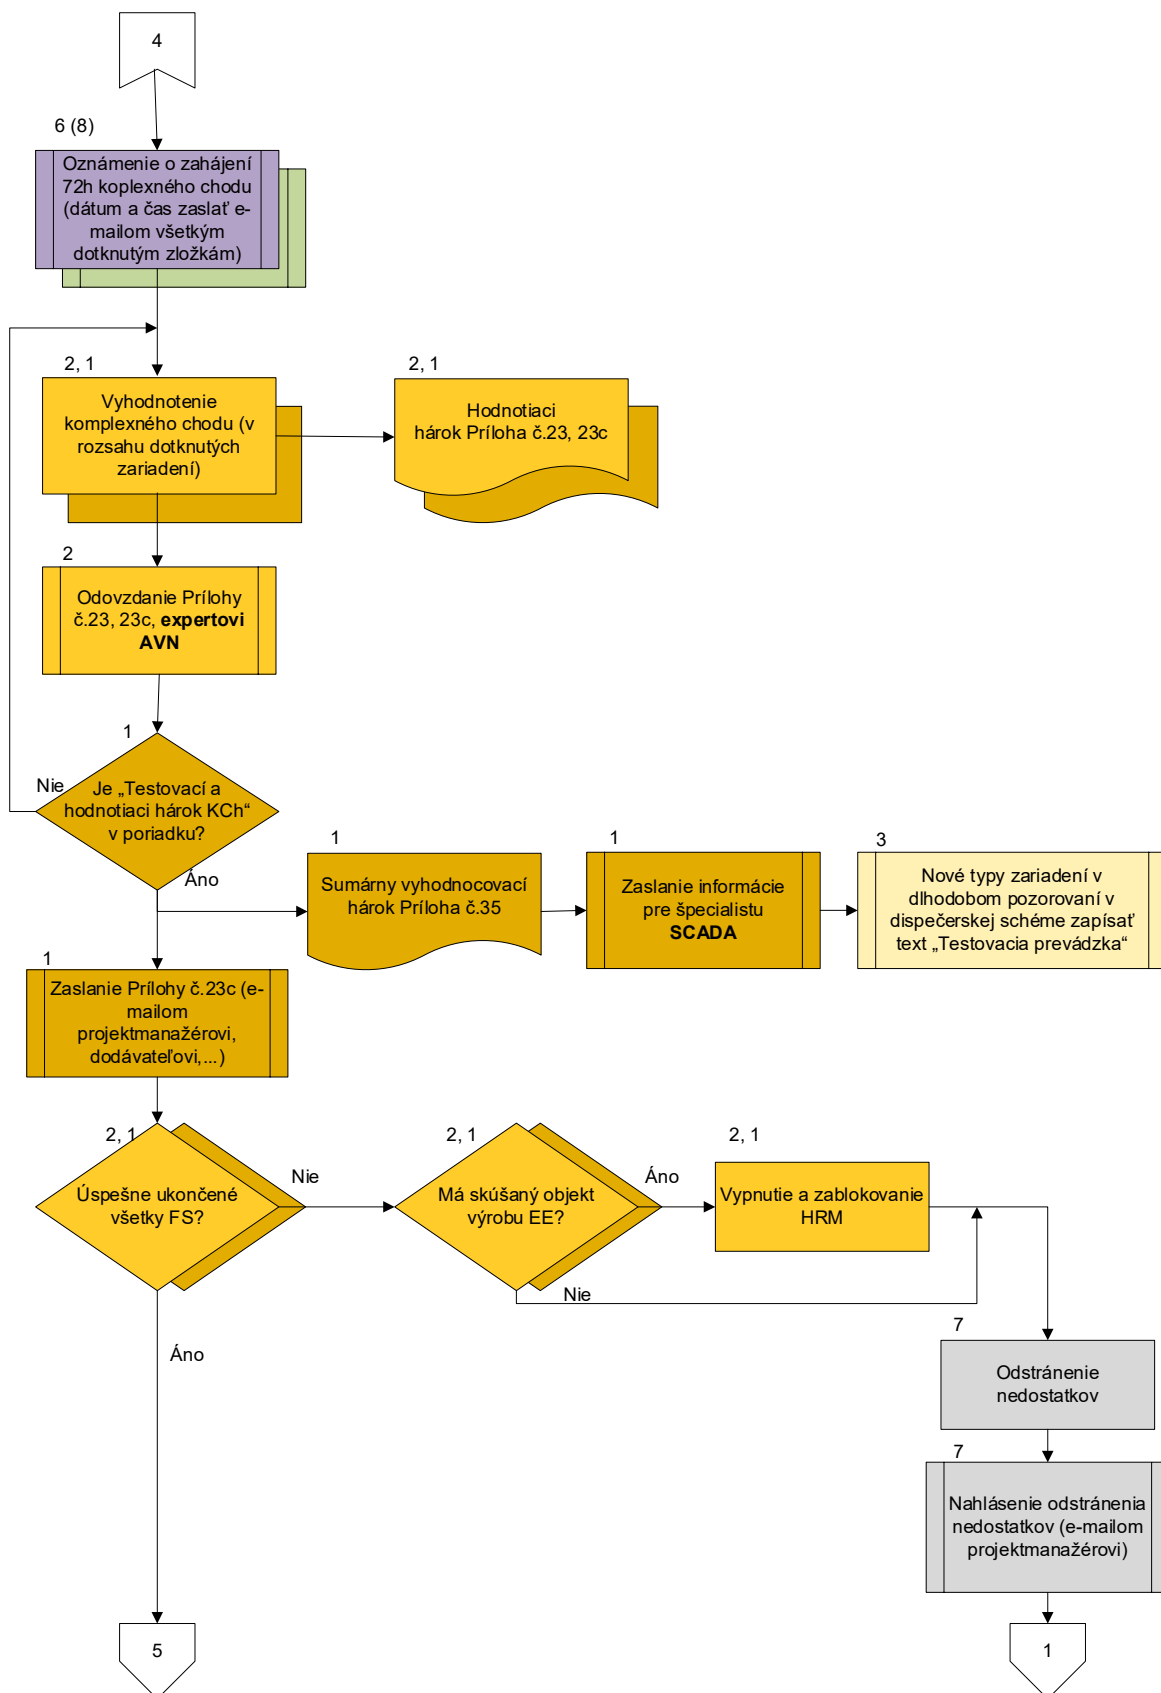 4
6 (8)
Oznámenie o zahájení
72h koplexného chodu
(dátum a čas zaslať e-
mailom všetkým
dotknutým zložkám)
2, 1
Vyhodnotenie
komplexného chodu (v
rozsahu dotknutých
zariadení)
2, 1
Hodnotiaci
hárok Príloha č.23, 23c
2
Odovzdanie Prílohy
č.23, 23c, expertovi
AVN
1
Nie
Je „Testovací a
hodnotiaci hárok KCh“
v poriadku?
Áno
1
Sumárny vyhodnocovací
hárok Príloha č.35
1
Zaslanie informácie
pre špecialistu
SCADA
3
Nové typy zariadení v
dlhodobom pozorovaní v
dispečerskej schéme zapísať
text „Testovacia prevádzka“
1
Zaslanie Prílohy č.23c (e-
mailom
projektmanažérovi,
dodávateľovi,...)
2, 1
Úspešne ukončené
všetky FS?
Nie
2, 1
Má skúšaný objekt
výrobu EE?
Áno
2, 1
Vypnutie a zablokovanie
HRM
Nie
Áno
7
Odstránenie
nedostatkov
7
Nahlásenie odstránenia
nedostatkov (e-mailom
projektmanažérovi)
5
1